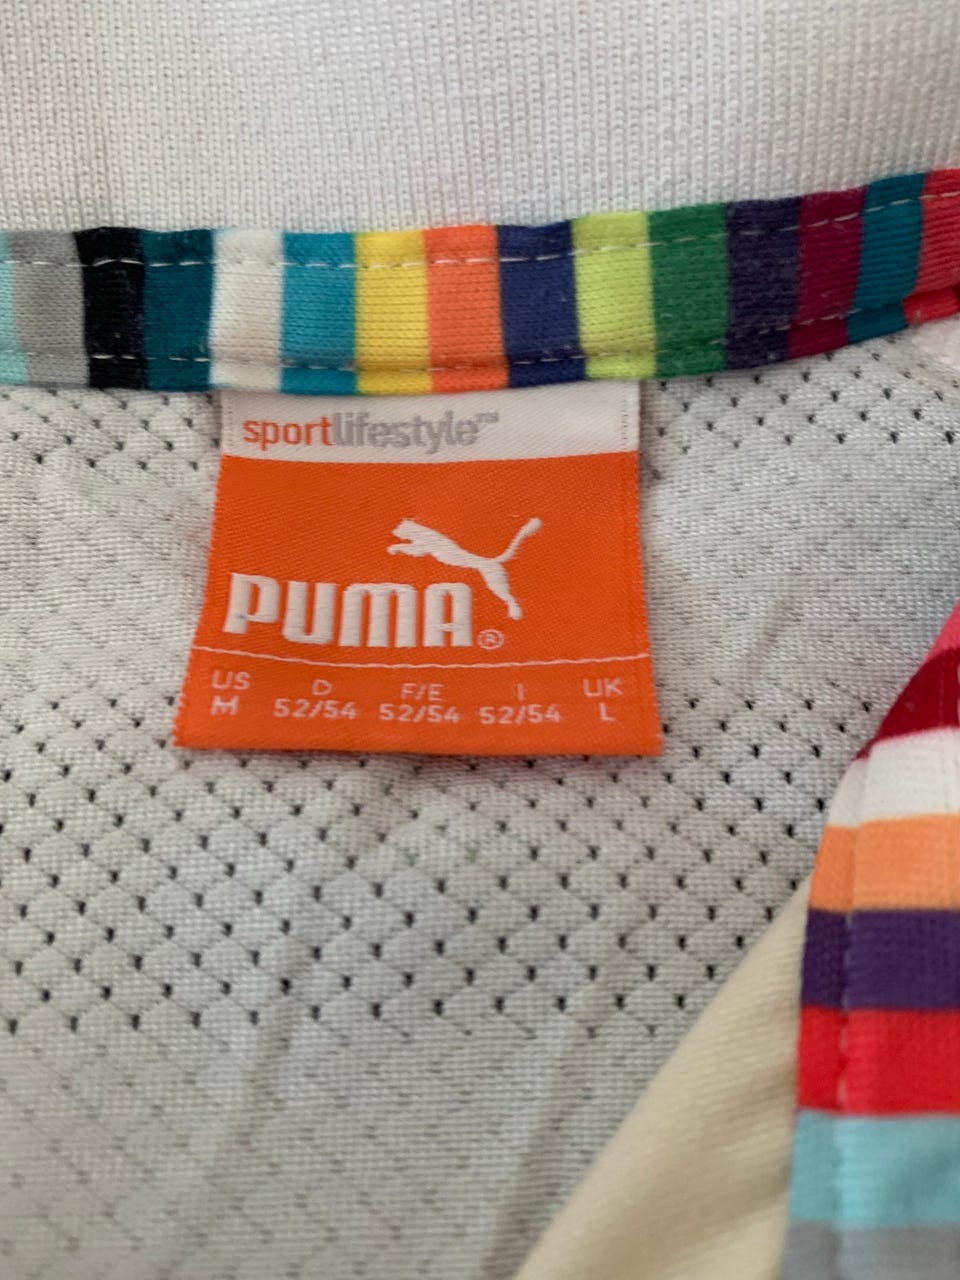 sportlifestyle™
PUMA®
US D F/E I UK
M 52/54 52/54 52/54 L